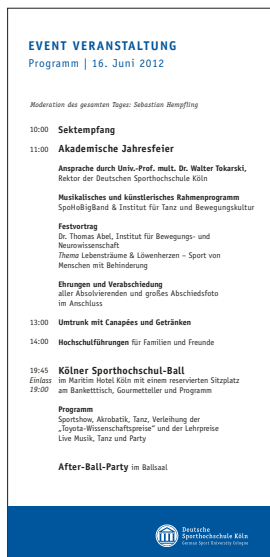 EVENT VERANSTALTUNG
Programm | 16. Juni 2012
Moderation des gesamten Tages: Sebastian Hempfling
10:00 Sektempfang
11:00 Akademische Jahresfeier
Ansprache durch Univ.-Prof. mult. Dr. Walter Tokarski,
Rektor der Deutschen Sporthochschule Köln
Musikalisches und künstlerisches Rahmenprogramm
SpoHoBigBand & Institut für Tanz und Bewegungskultur
Festvortrag
Dr. Thomas Abel, Institut für Bewegungs- und
Neurowissenschaft
Thema Lebensträume & Löwenherzen – Sport von
Menschen mit Behinderung
Ehrungen und Verabschiedung
aller Absolvierenden und großes Abschiedsfoto
im Anschluss
13:00 Umtrunk mit Canapées und Getränken
14:00 Hochschulführungen für Familien und Freunde
19:45 Kölner Sporthochschul-Ball
Einlass im Maritim Hotel Köln mit einem reservierten Sitzplatz
19:00 am Banketttisch, Gourmetteller und Programm
Programm
Sportshow, Akrobatik, Tanz, Verleihung der
„Toyota-Wissenschaftspreise" und der Lehrpreise
Live Musik, Tanz und Party
After-Ball-Party im Ballsaal
Deutsche
Sporthochschule Köln
German Sport University Cologne